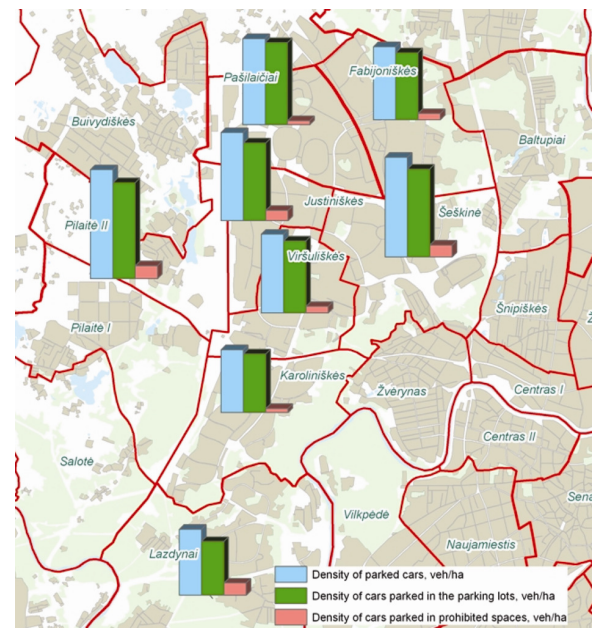 Pašilaičiai
Fabijoniškės
Buivydiškės
Baltupiai
Justiniškės
Šeškinė
Pilaitė II
Viršuliškės
Šnipiškės
Ž
Pilaitė I
Karoliniškės
Žvėrynas
Centras I
Centras II
Salotė
Sena
Vilkpėdė
Naujamiestis
Lazdynai
Density of parked cars, veh/ha
Density of cars parked in the parking lots, veh/ha
Density of cars parked in prohibited spaces, veh/ha